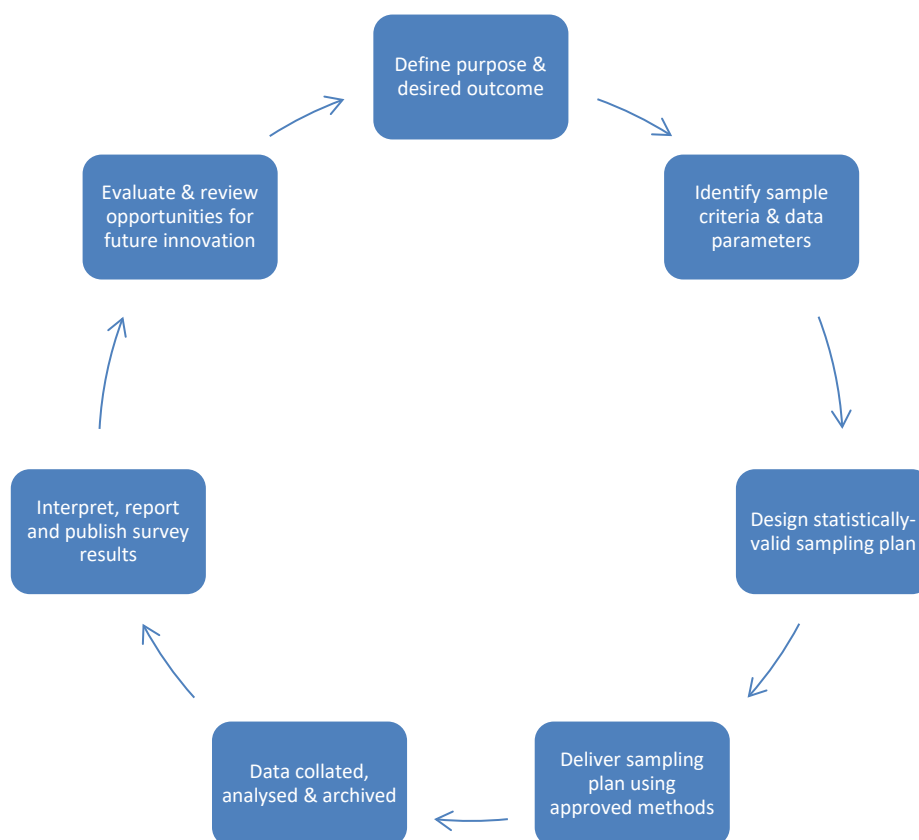 Define purpose &
desired outcome
Identify sample
criteria & data
parameters
Design statistically-
valid sampling plan
Deliver sampling
plan using
approved methods
Data collated,
analysed & archived
Interpret, report
and publish survey
results
Evaluate & review
opportunities for
future innovation